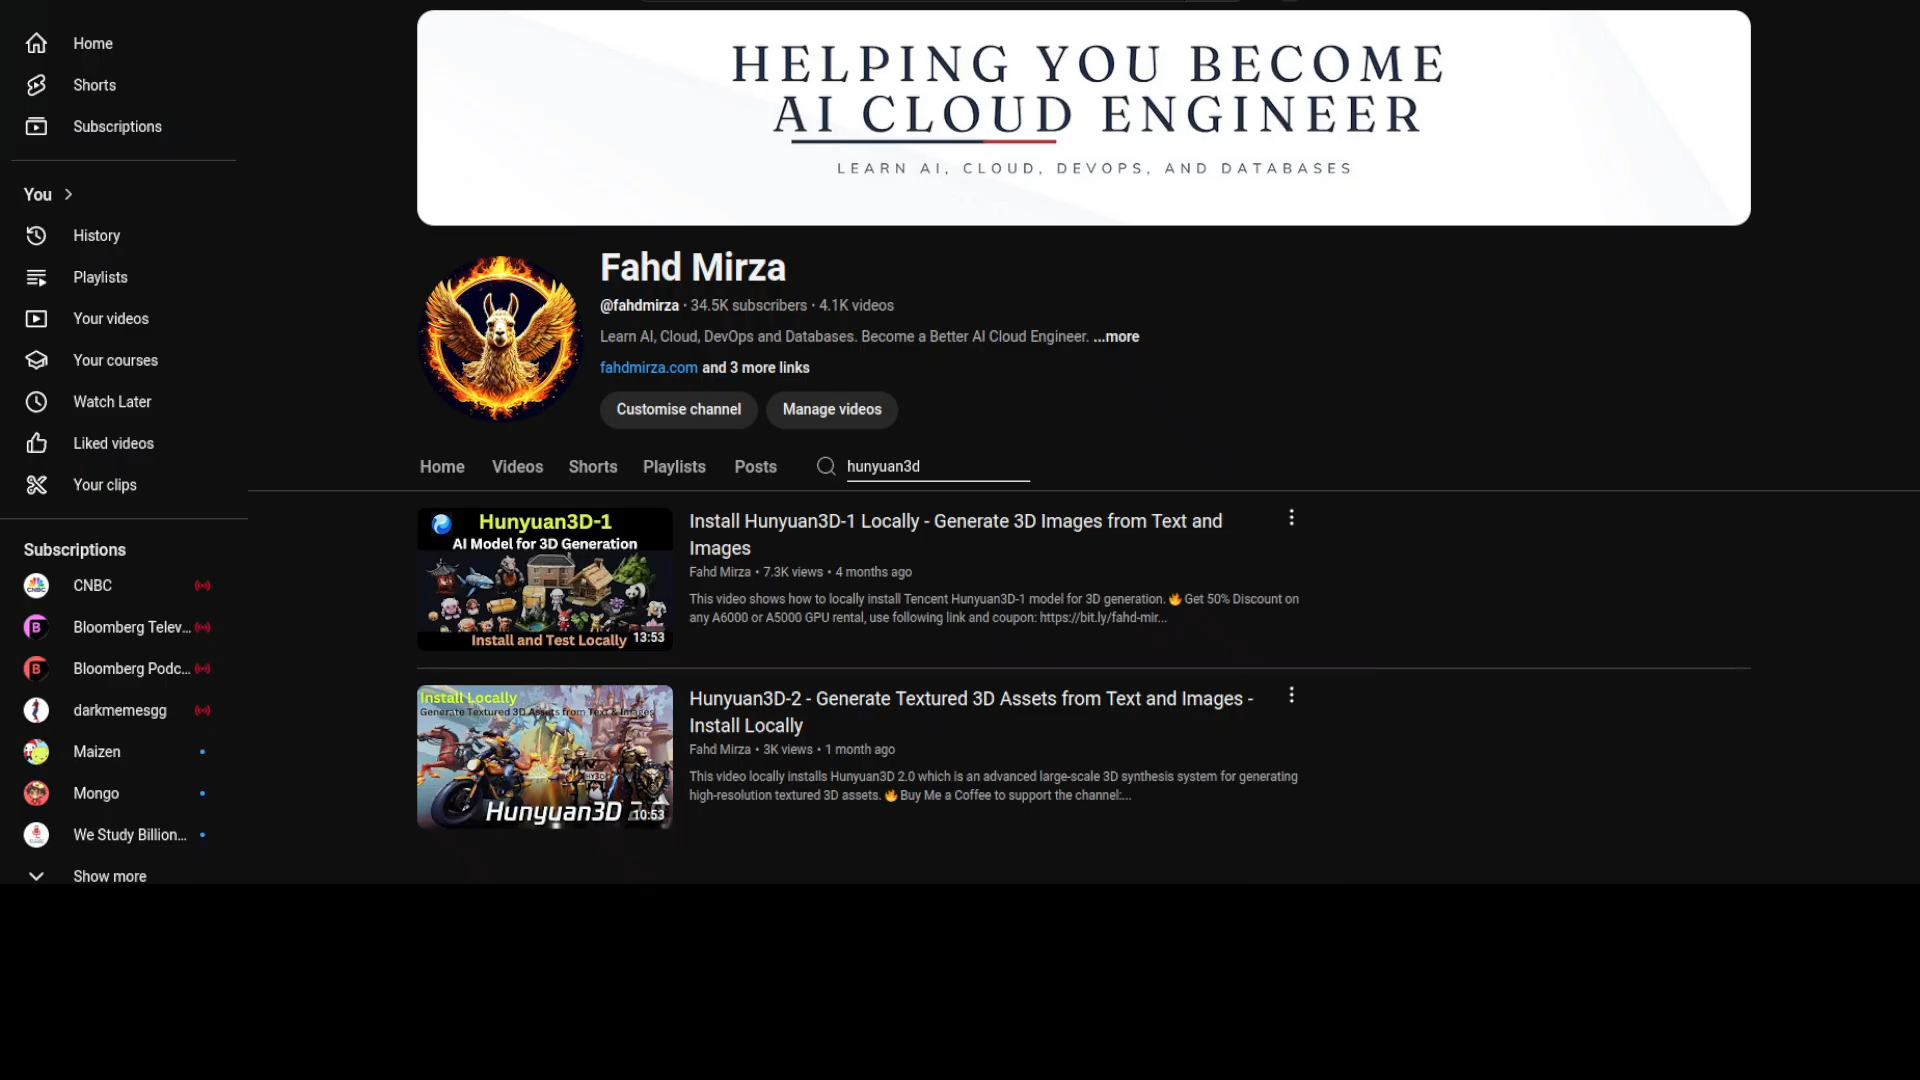 Home
Shorts
Subscriptions
You
History
Playlists
Your videos
Your courses
Watch Later
Liked videos
Your clips
Subscriptions
CNBC
Bloomberg Telev...
Bloomberg Podc...
darkmemesgg
Maizen
Mongo
We Study Billion...
Show more
HELPING YOU BECOME
AI CLOUD ENGINEER
LEARN AI, CLOUD, DEVOPS, AND DATABASES
Fahd Mirza
@fahdmirza · 34.5K subscribers · 4.1K videos
Learn AI, Cloud, DevOps and Databases. Become a Better AI Cloud Engineer. ...more
fahdmirza.com and 3 more links
Customise channel Manage videos
Home Videos Shorts Playlists Posts hunyuan3d
Hunyuan3D-1
AI Model for 3D Generation
Install and Test Locally 13:53
Install Hunyuan3D-1 Locally - Generate 3D Images from Text and
Images
Fahd Mirza • 7.3K views • 4 months ago
This video shows how to locally install Tencent Hunyuan3D-1 model for 3D generation. 🔥 Get 50% Discount on
any A6000 or A5000 GPU rental, use following link and coupon: https://bit.ly/fahd-mir...
Install Locally
Generate Textured 3D Assets from Text & Images
Hunyuan3D 10:53
Hunyuan3D-2 - Generate Textured 3D Assets from Text and Images -
Install Locally
Fahd Mirza • 3K views • 1 month ago
This video locally installs Hunyuan3D 2.0 which is an advanced large-scale 3D synthesis system for generating
high-resolution textured 3D assets. 🔥 Buy Me a Coffee to support the channel:...